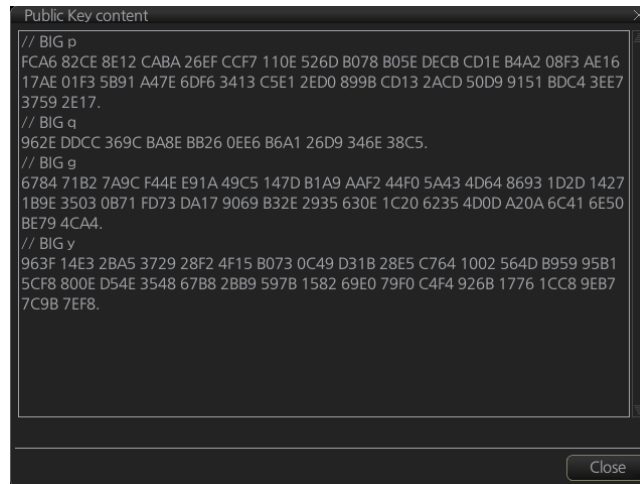 Public Key content
// BIG p
FCA6 82CE 8E12 CABA 26EF CCF7 110E 526D B078 B05E DECB CD1E B4A2 08F3 AE16
17AE 01F3 5B91 A47E 6DF6 3413 C5E1 2ED0 899B CD13 2ACD 50D9 9151 BDC4 3EE7
3759 2E17.
// BIG q
962E DDCC 369C BA8E BB26 0EE6 B6A1 26D9 346E 38C5.
// BIG g
6784 71B2 7A9C F44E E91A 49C5 147D B1A9 AAF2 44F0 5A43 4D64 8693 1D2D 1427
1B9E 3503 0B71 FD73 DA17 9069 B32E 2935 630E 1C20 6235 4D0D A20A 6C41 6E50
BE79 4CA4.
// BIG y
963F 14E3 2BA5 3729 28F2 4F15 B073 0C49 D31B 28E5 C764 1002 564D B959 95B1
5CF8 800E D54E 3548 67B8 2BB9 597B 1582 69E0 79F0 C4F4 926B 1776 1CC8 9EB7
7C9B 7EF8.
Close